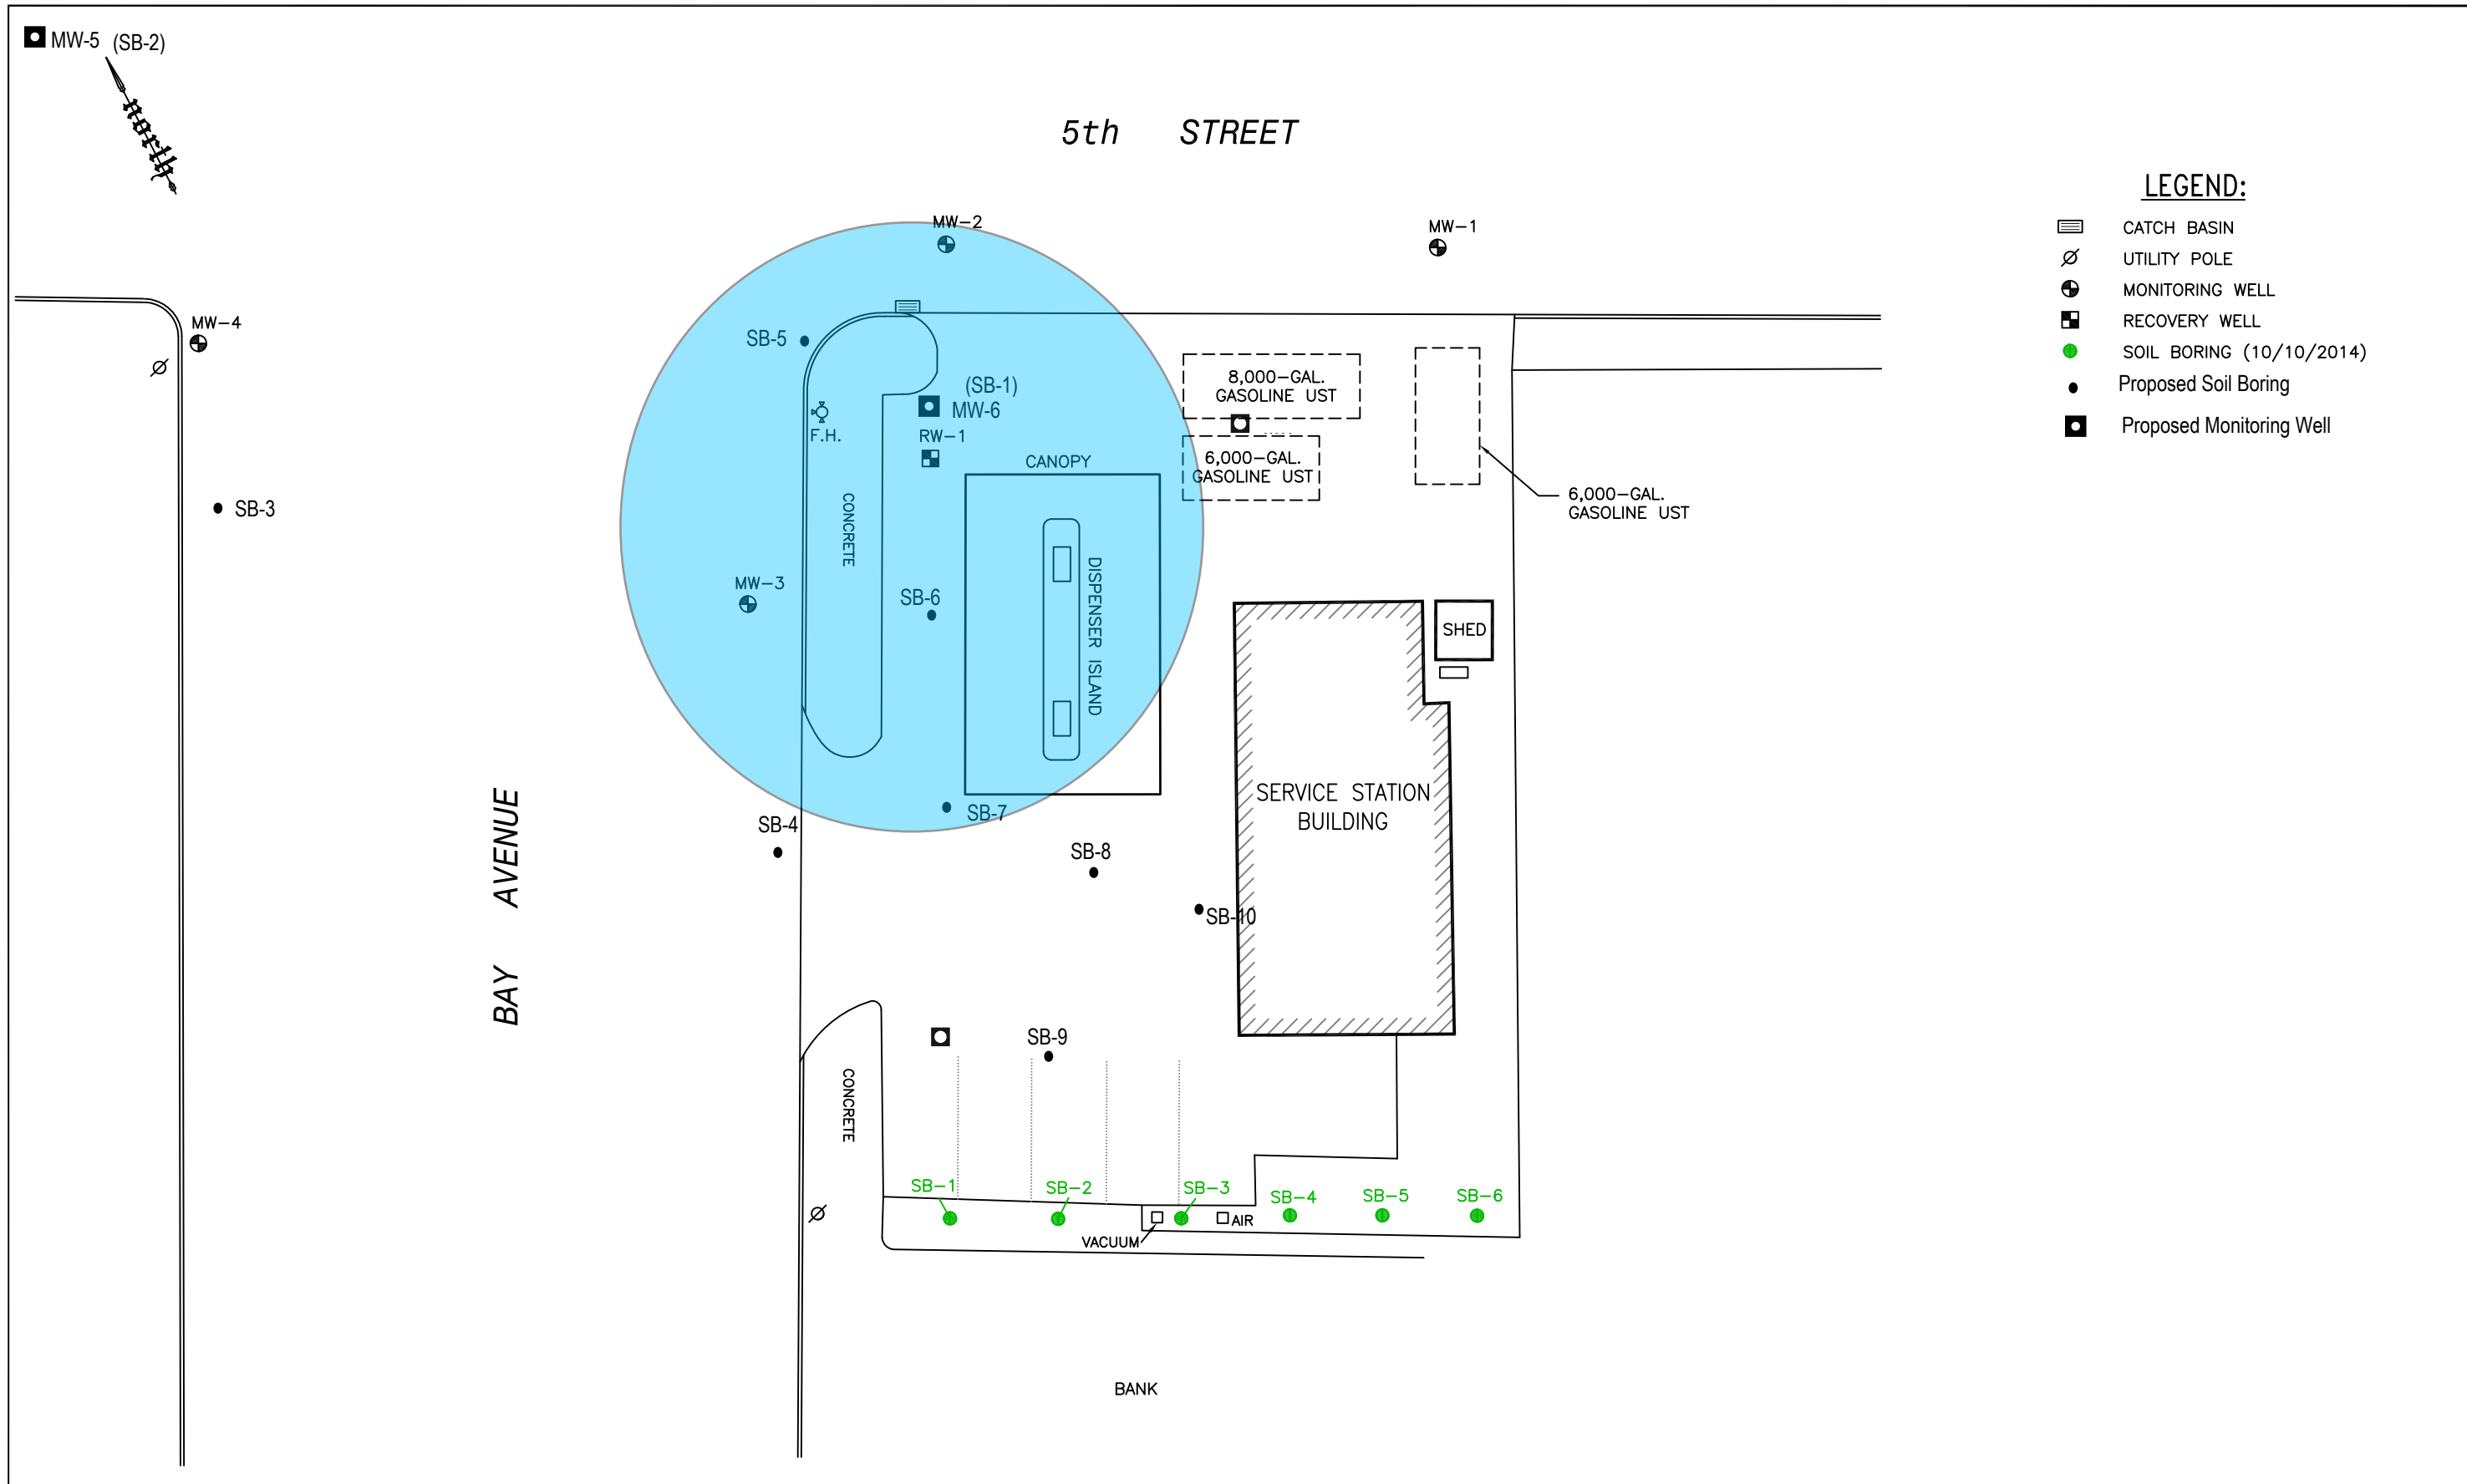 MW-5 (SB-2)
north
5th STREET
LEGEND:
CATCH BASIN
UTILITY POLE
MONITORING WELL
RECOVERY WELL
SOIL BORING (10/10/2014)
Proposed Soil Boring
Proposed Monitoring Well
MW-2
MW-1
MW-4
SB-5
(SB-1)
MW-6
8,000-GAL.
GASOLINE UST
F.H.
RW-1
CANOPY
6,000-GAL.
GASOLINE UST
6,000-GAL.
GASOLINE UST
SB-3
CONCRETE
MW-3
SB-6
DISPENSER ISLAND
SHED
SERVICE STATION
BUILDING
BAY AVENUE
SB-4
SB-7
SB-8
SB-10
SB-9
CONCRETE
SB-1
SB-2
SB-3
SB-4
SB-5
SB-6
AIR
VACUUM
BANK